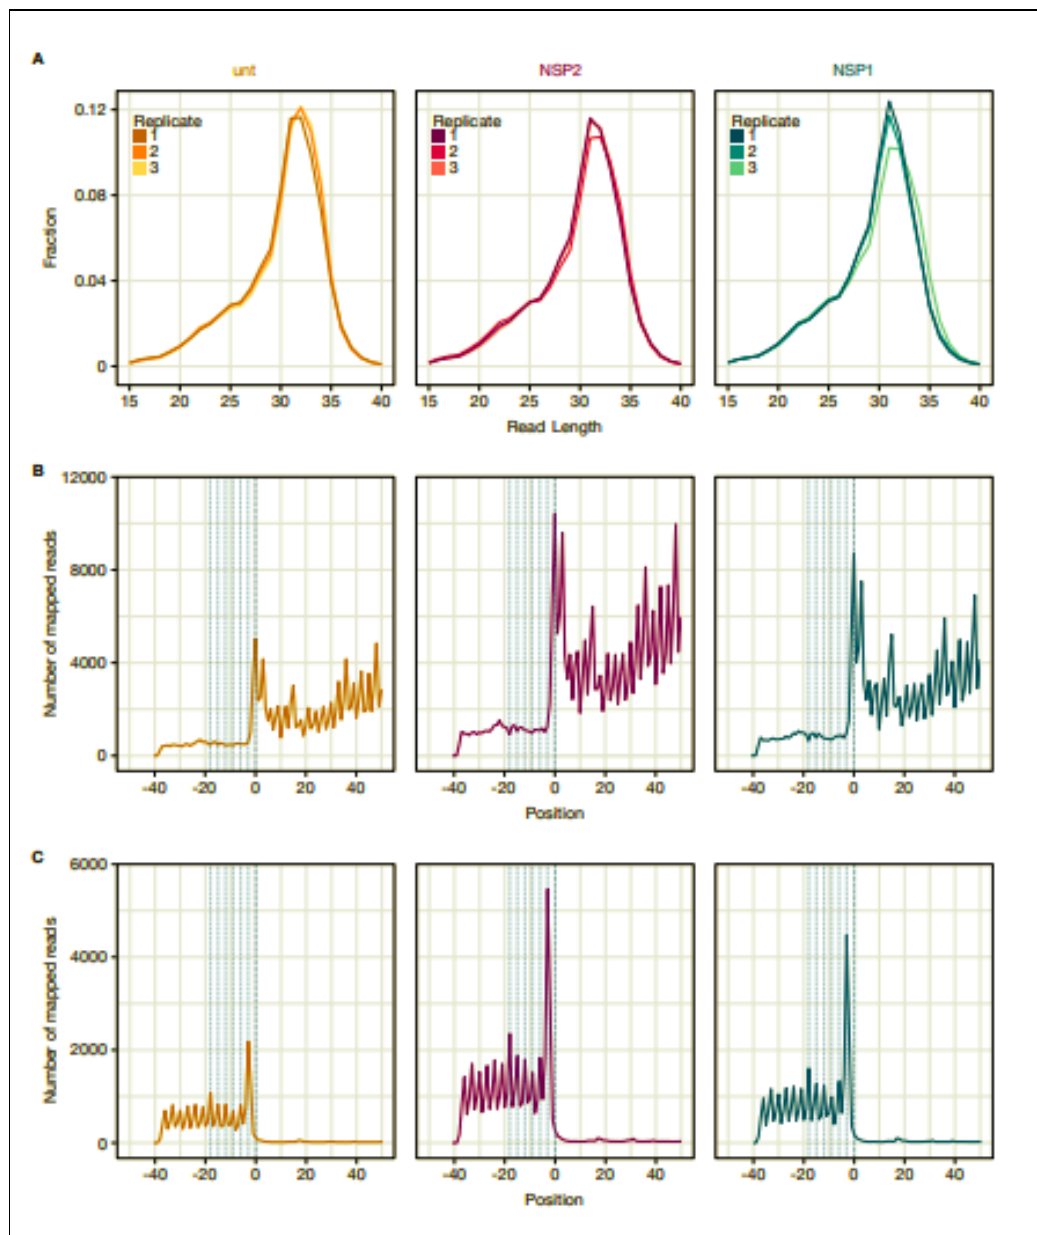 A
unt NSP2 NSP1
0.12
0.08
0.04
0
Fraction
Replicate
1
2
3
Replicate
1
2
3
Replicate
1
2
3
15 20 25 30 35 40 15 20 25 30 35 40 15 20 25 30 35 40
Read Length
B
12000
8000
4000
0
Number of mapped reads
-40 -20 0 20 40 -40 -20 0 20 40 -40 -20 0 20 40
Position
C
6000
4000
2000
0
Number of mapped reads
-40 -20 0 20 40 -40 -20 0 20 40 -40 -20 0 20 40
Position